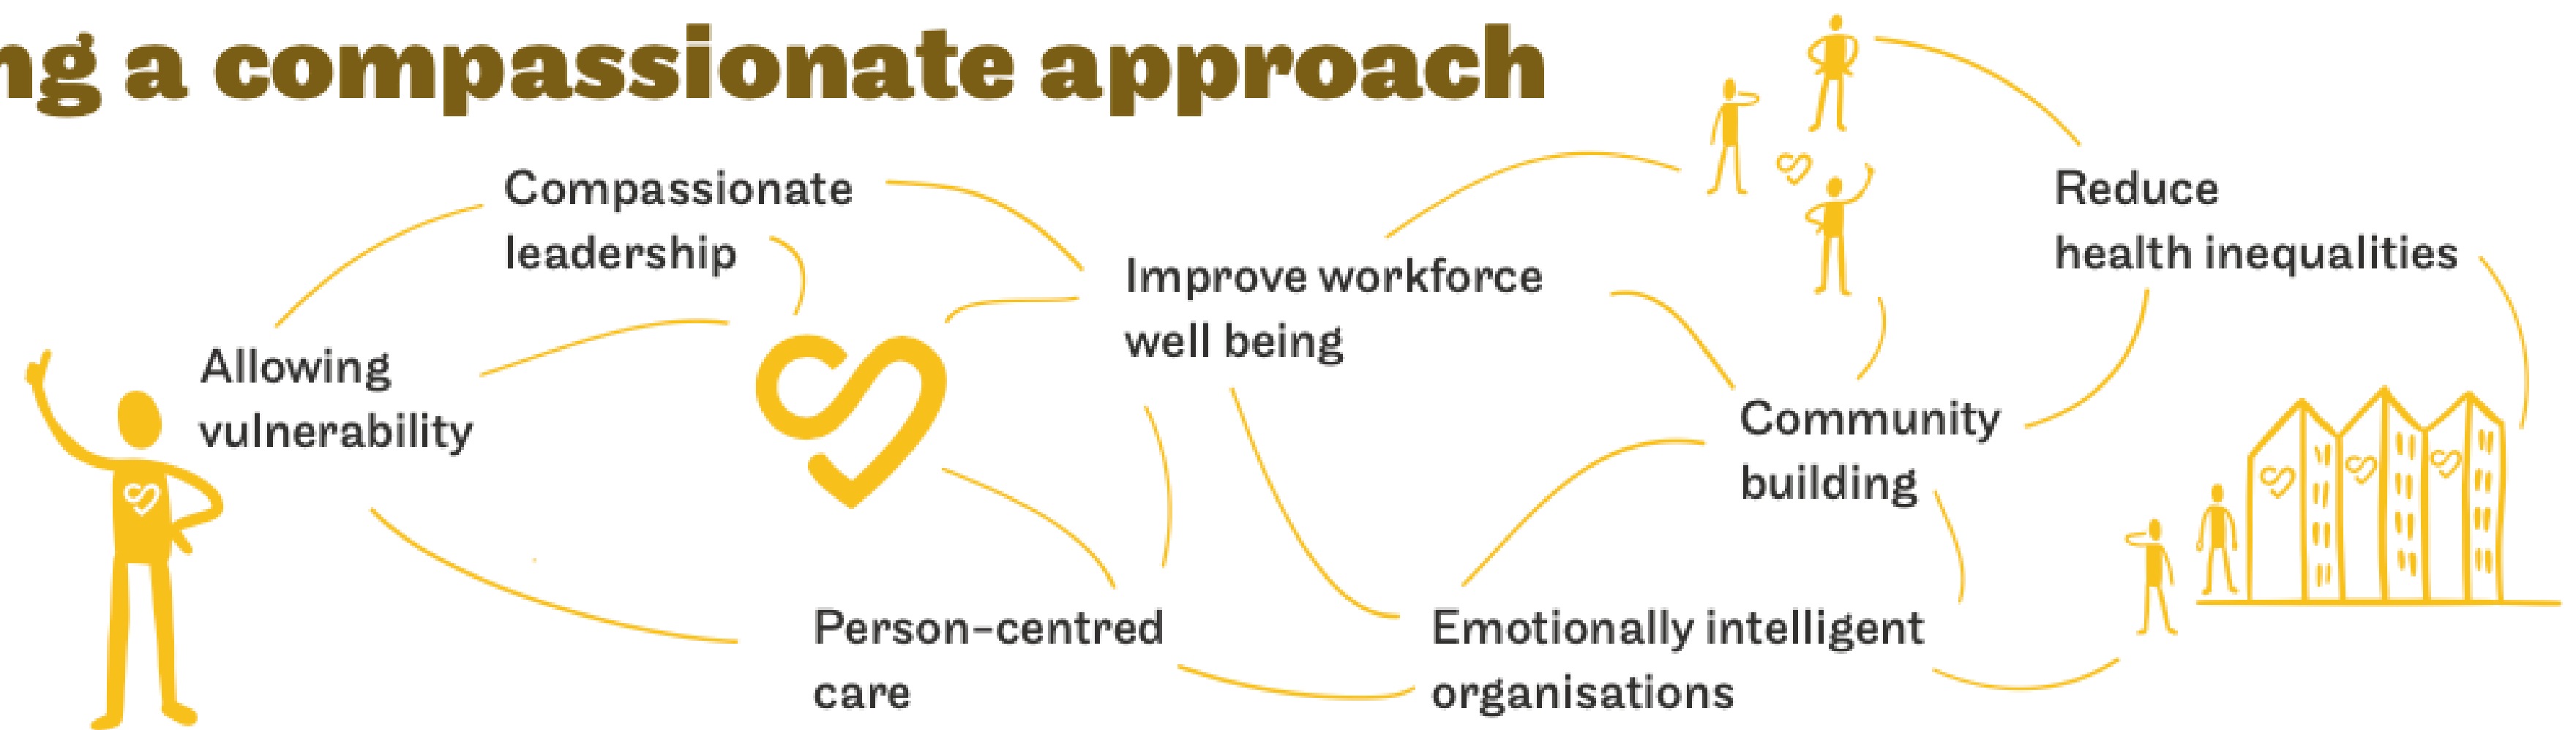 ng a compassionate approach
Compassionate
leadership
Allowing
vulnerability
Improve workforce
well being
Reduce
health inequalities
Community
building
Person-centred
care
Emotionally intelligent
organisations